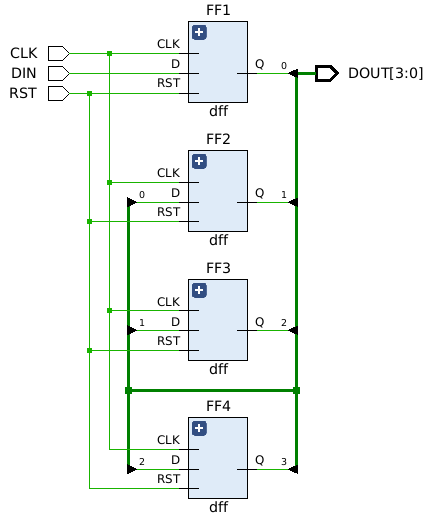 FF1
CLK CLK
DIN D Q 0 DOUT[3:0]
RST RST
dff
FF2
CLK
0 D Q 1
RST
dff
FF3
CLK
1 D Q 2
RST
dff
FF4
CLK
2 D Q 3
RST
dff